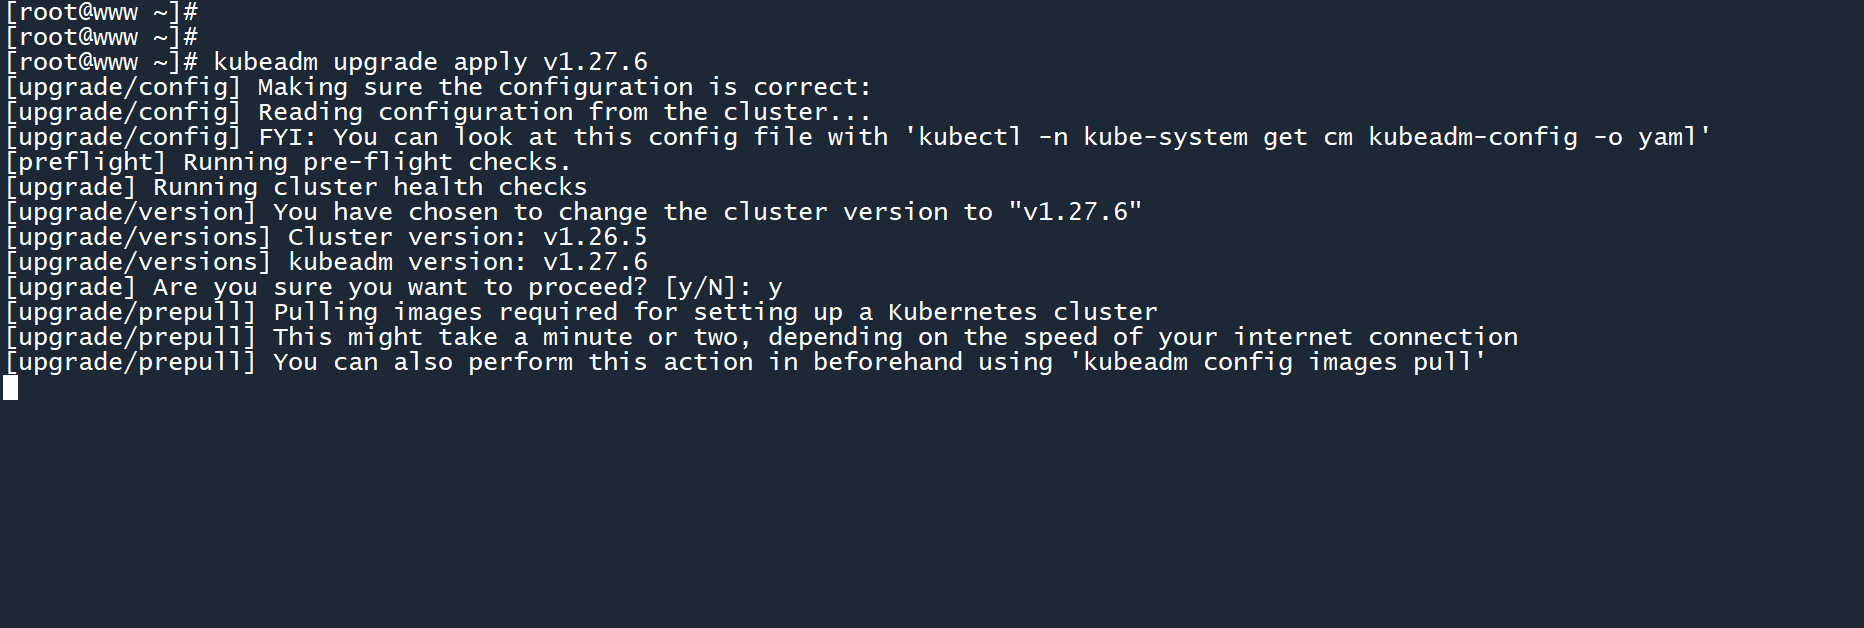 [root@www ~]#
[root@www ~]#
[root@www ~]# kubeadm upgrade apply v1.27.6
[upgrade/config] Making sure the configuration is correct:
[upgrade/config] Reading configuration from the cluster...
[upgrade/config] FYI: You can look at this config file with 'kubectl -n kube-system get cm kubeadm-config -o yaml'
[preflight] Running pre-flight checks.
[upgrade] Running cluster health checks
[upgrade/version] You have chosen to change the cluster version to "v1.27.6"
[upgrade/versions] Cluster version: v1.26.5
[upgrade/versions] kubeadm version: v1.27.6
[upgrade] Are you sure you want to proceed? [y/N]: y
[upgrade/prepull] Pulling images required for setting up a Kubernetes cluster
[upgrade/prepull] This might take a minute or two, depending on the speed of your internet connection
[upgrade/prepull] You can also perform this action in beforehand using 'kubeadm config images pull'